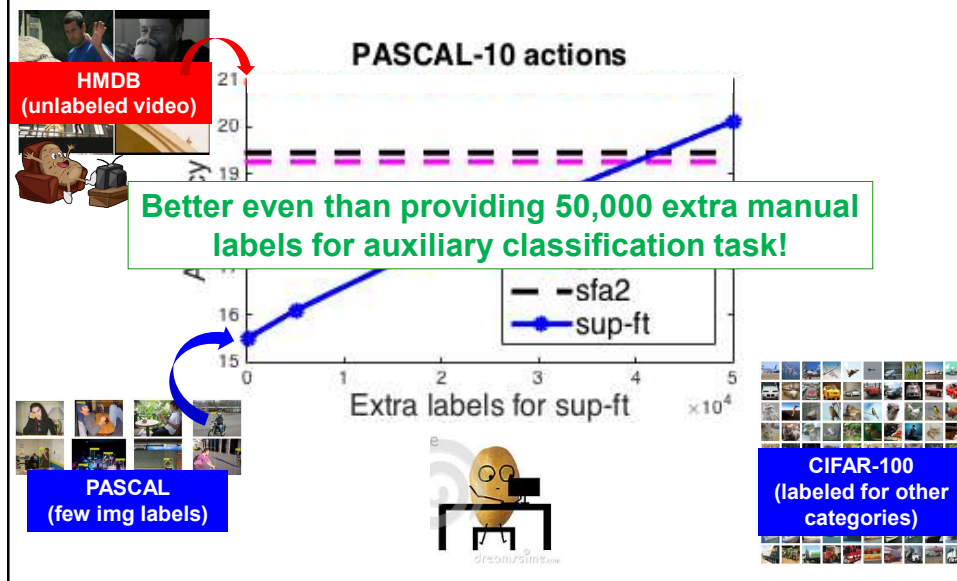 PASCAL-10 actions
HMDB
(unlabeled video)
21
20
19
Better even than providing 50,000 extra manual
labels for auxiliary classification task!
16
15
sfa2
sup-ft
0 1 2 3 4 5
Extra labels for sup-ft ×10⁴
PASCAL
(few img labels)
CIFAR-100
(labeled for other
categories)
dreamstime